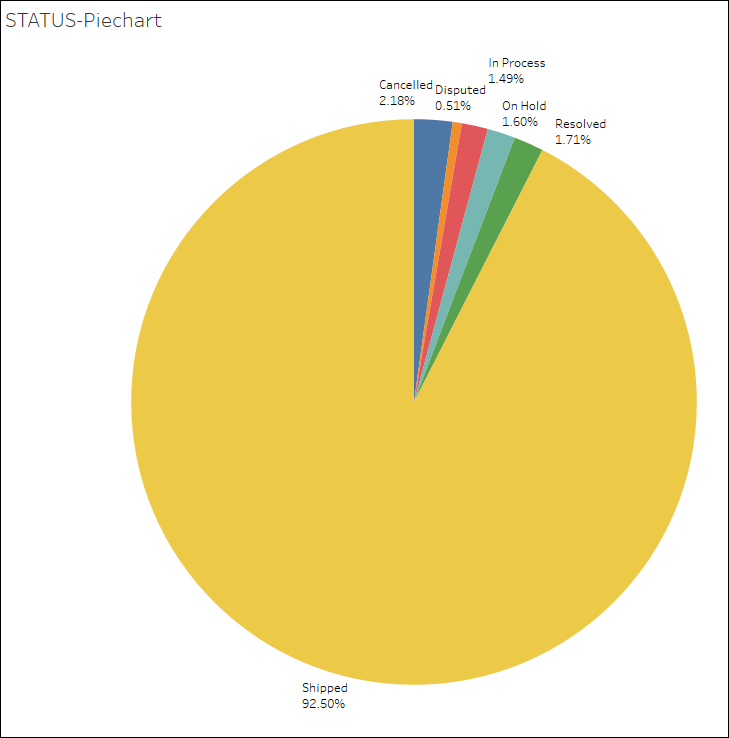 STATUS-Piechart
In Process
1.49%
Cancelled
2.18%
Disputed
0.51%
On Hold
1.60%
Resolved
1.71%
Shipped
92.50%